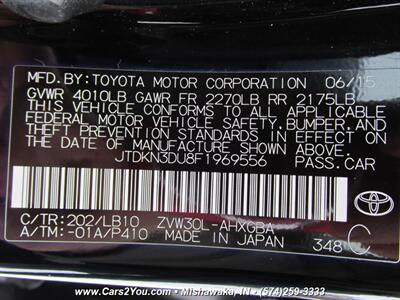 MFD.BY:TOYOTA MOTOR CORPORATION 06/15
GVWR 4010LB GAWR FR 2270LB RR 2175LB
THIS VEHICLE CONFORMS TO ALL APPLICABLE
FEDERAL MOTOR VEHICLE SAFETY, BUMPER, AND
THEFT PREVENTION STANDARDS IN EFFECT ON
THE DATE OF MANUFACTURE SHOWN ABOVE.
JTDKN3DU8F1969556 PASS.CAR
C/TR:202/LB10 ZVW30L-AHXGBA
A/TM:-01A/P410 MADE IN JAPAN 348 C
TOYOTA
www.Cars2You.com - Mishawaka, IN - (574)259-3333